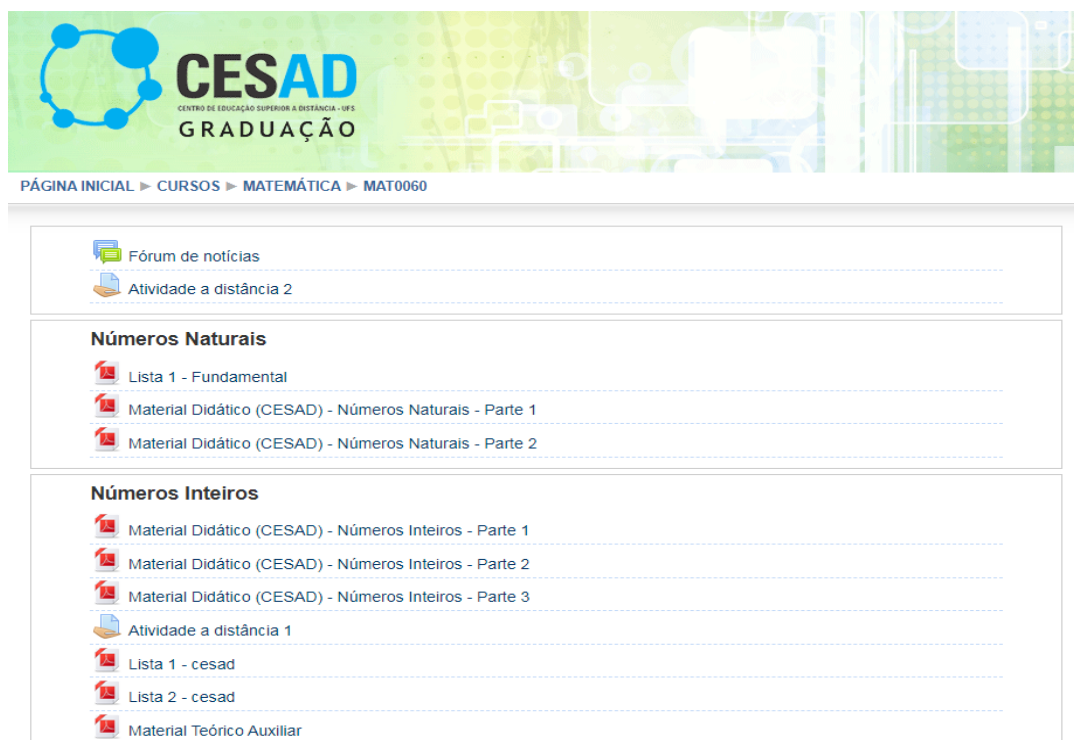 CESAD
CENTRO DE EDUCAÇÃO SUPERIOR A DISTÂNCIA - UFS
GRADUAÇÃO
PÁGINA INICIAL ► CURSOS ► MATEMÁTICA ► MAT0060
Fórum de notícias
Atividade a distância 2
Números Naturais
Lista 1 - Fundamental
Material Didático (CESAD) - Números Naturais - Parte 1
Material Didático (CESAD) - Números Naturais - Parte 2
Números Inteiros
Material Didático (CESAD) - Números Inteiros - Parte 1
Material Didático (CESAD) - Números Inteiros - Parte 2
Material Didático (CESAD) - Números Inteiros - Parte 3
Atividade a distância 1
Lista 1 - cesad
Lista 2 - cesad
Material Teórico Auxiliar